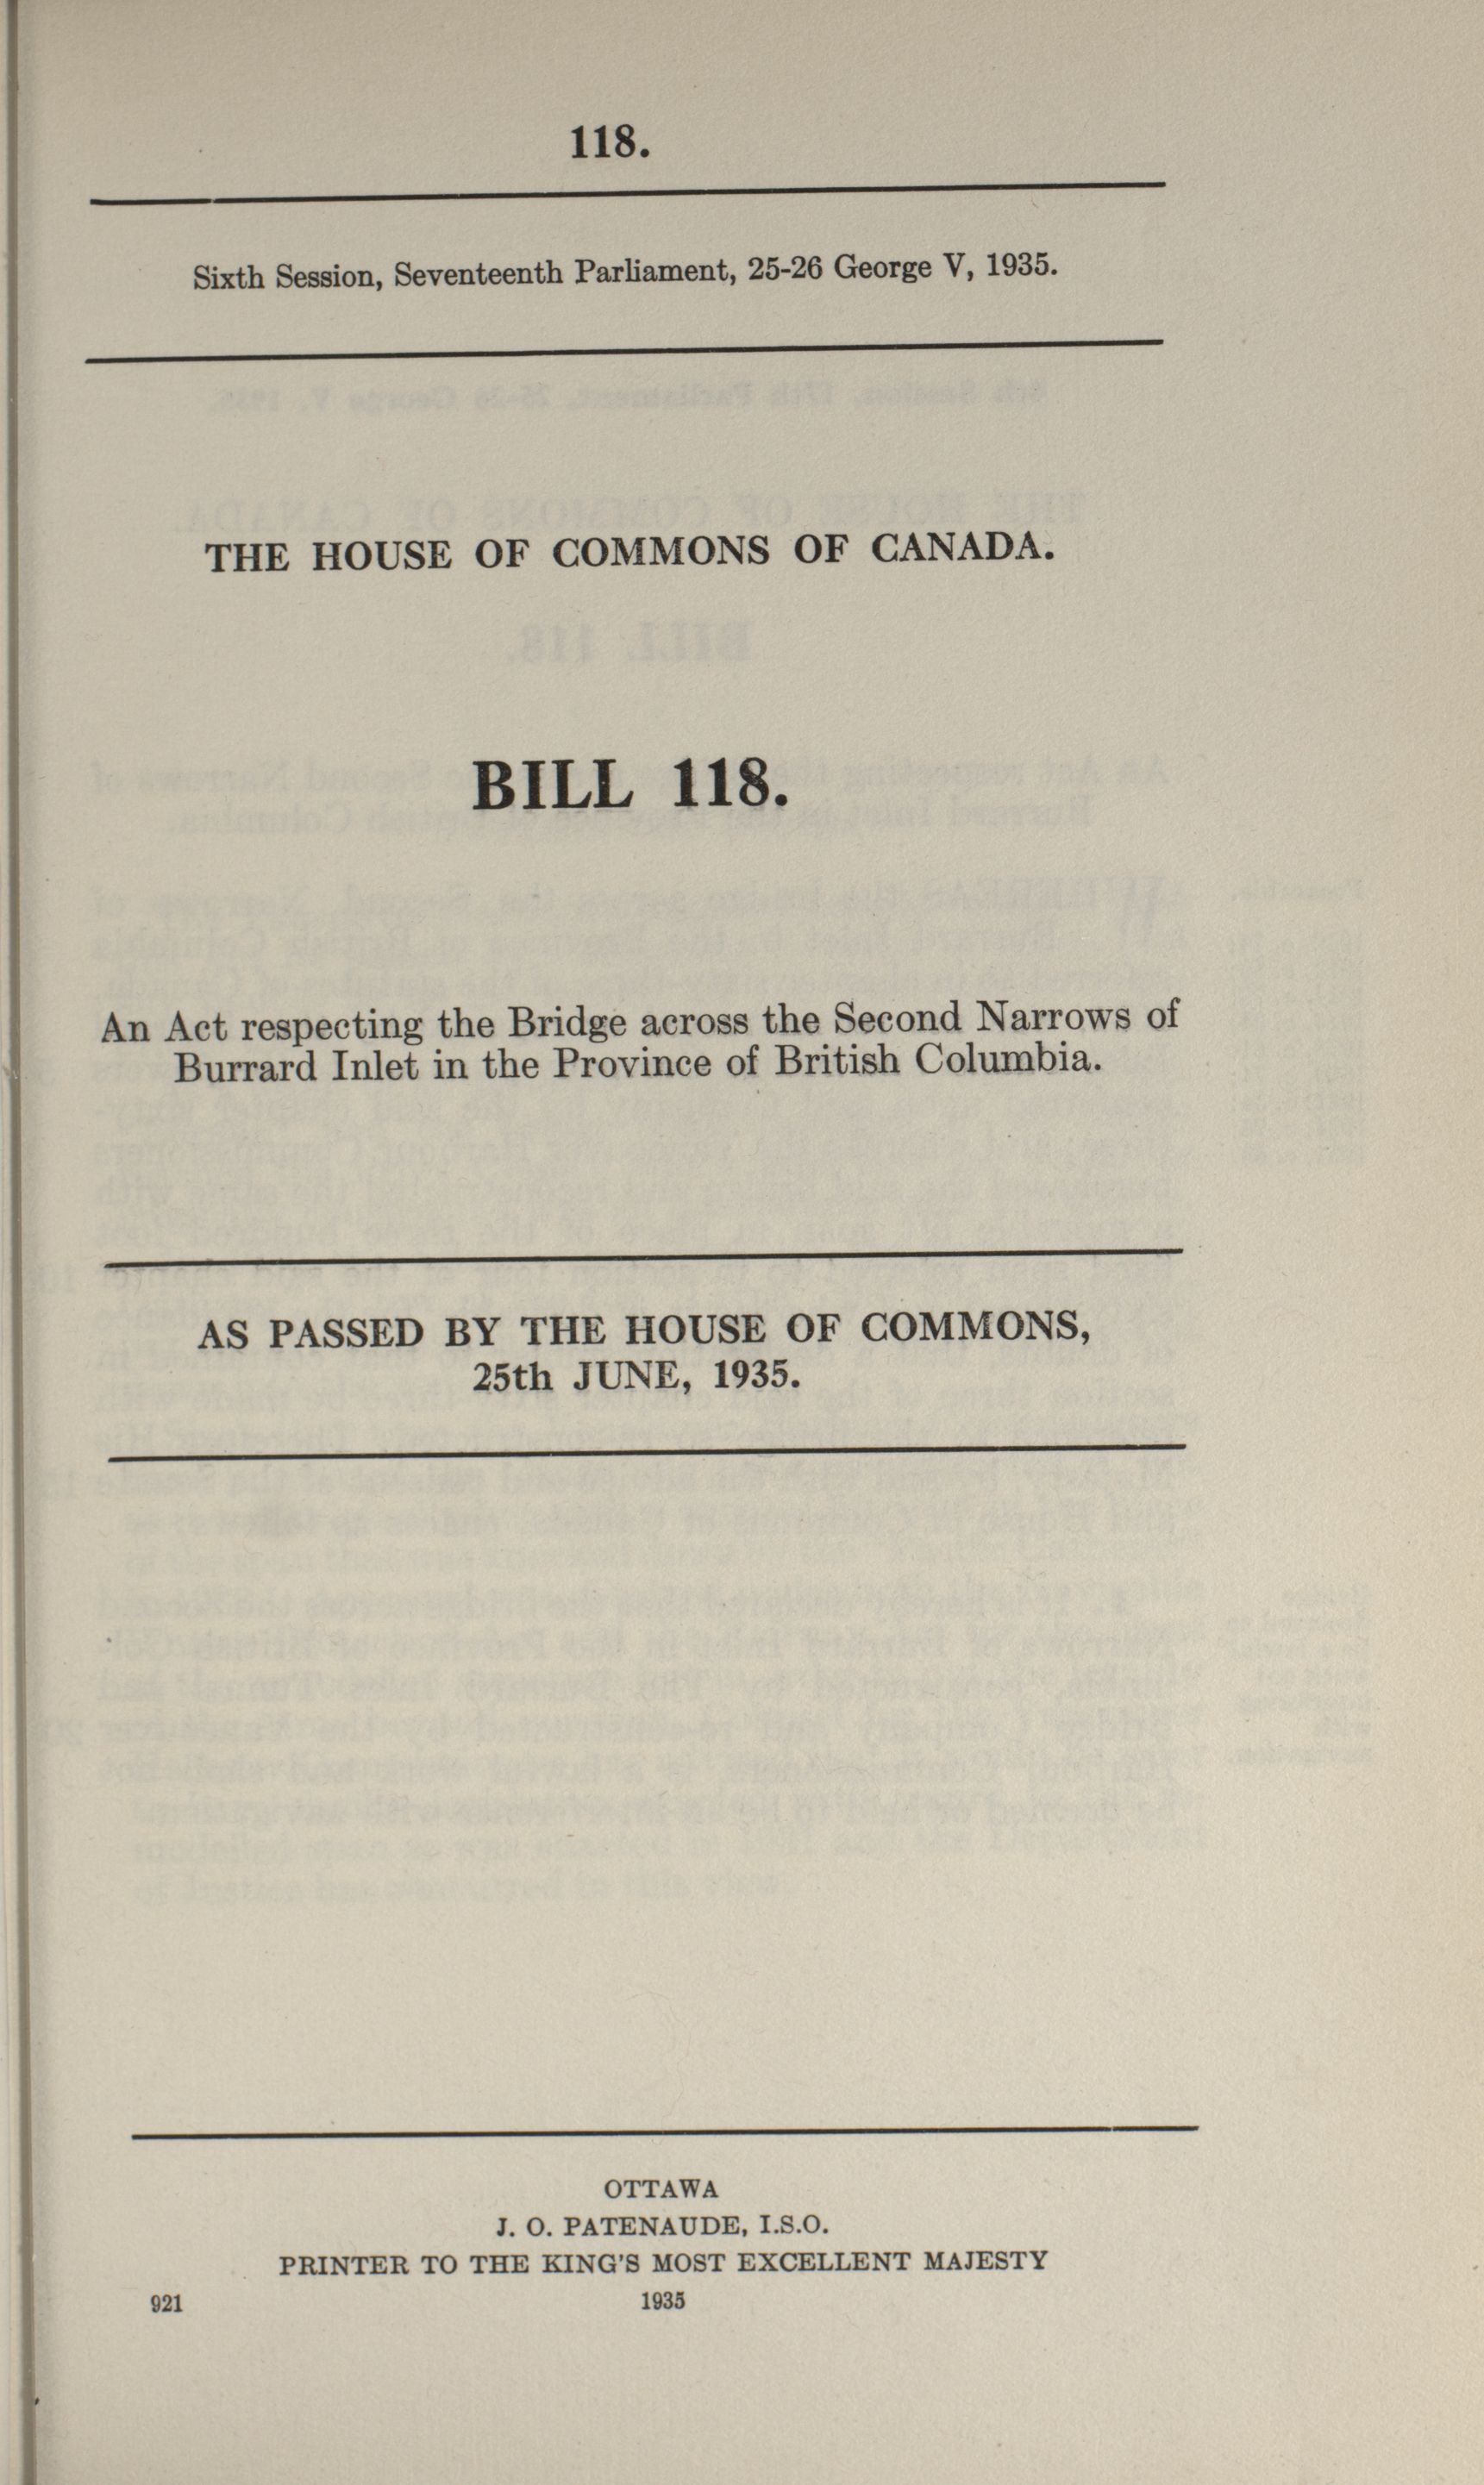 118.
Sixth Session, Seventeenth Parliament, 25-26 George V, 1935.
THE HOUSE OF COMMONS OF CANADA.
BILL 118.
An Act respecting the Bridge across the Second Narrows of
Burrard Inlet in the Province of British Columbia.
AS PASSED BY THE HOUSE OF COMMONS,
25th JUNE, 1935.
OTTAWA
J. O. PATENAUDE, I.S.O.
PRINTER TO THE KING'S MOST EXCELLENT MAJESTY
921 1935